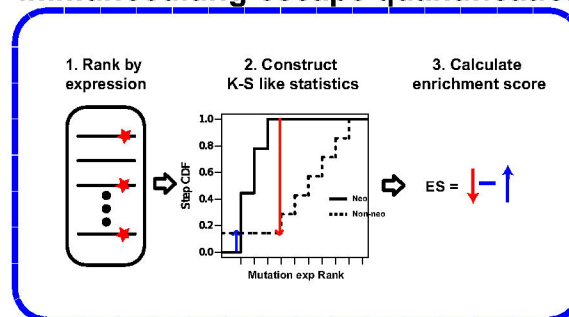 1. Rank by
expression
2. Construct
K-S like statistics
3. Calculate
enrichment score
Step CDF
1.0
0.8
0.6
0.4
0.2
0.0
Neo
Non-neo
Mutation exp Rank
ES = -